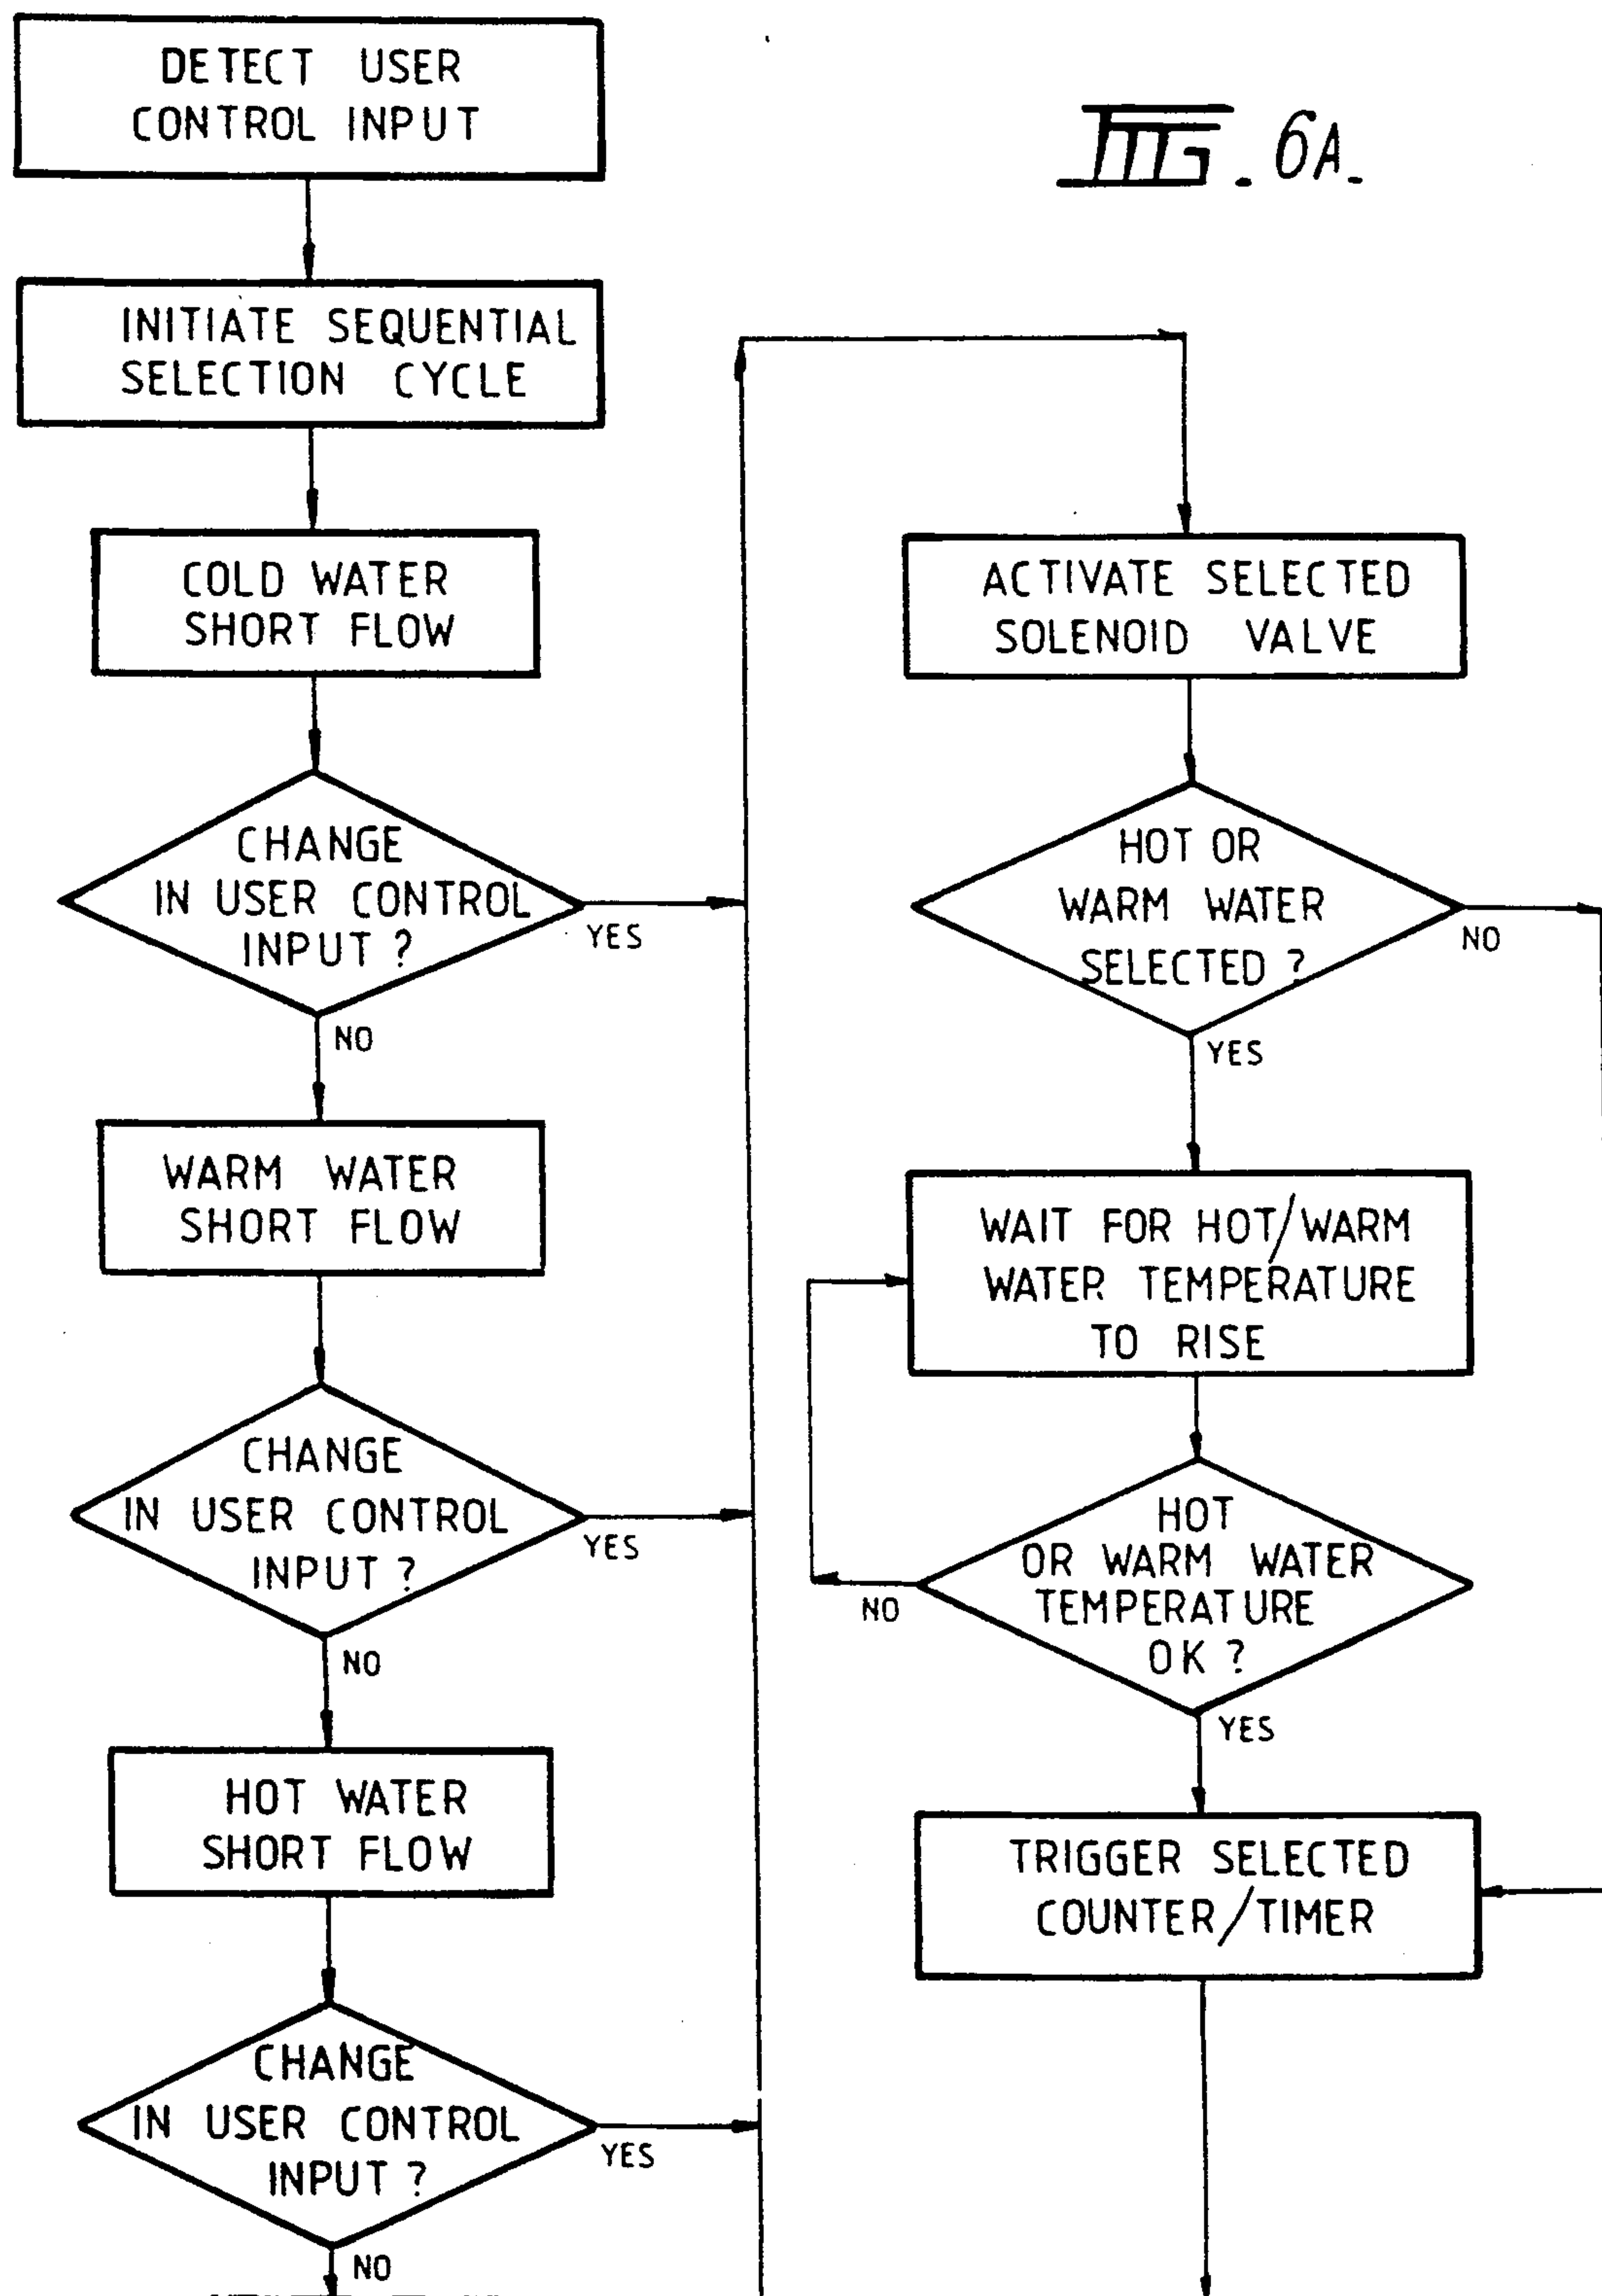 DETECT USER
CONTROL INPUT
FIG. 6A.
INITIATE SEQUENTIAL
SELECTION CYCLE
COLD WATER
SHORT FLOW
CHANGE
IN USER CONTROL
INPUT ?
YES
NO
WARM WATER
SHORT FLOW
CHANGE
IN USER CONTROL
INPUT ?
YES
NO
HOT WATER
SHORT FLOW
CHANGE
IN USER CONTROL
INPUT ?
YES
NO
ACTIVATE SELECTED
SOLENOID VALVE
HOT OR
WARM WATER
SELECTED ?
NO
YES
WAIT FOR HOT/WARM
WATER TEMPERATURE
TO RISE
HOT
OR WARM WATER
TEMPERATURE
OK ?
NO
YES
TRIGGER SELECTED
COUNTER/TIMER